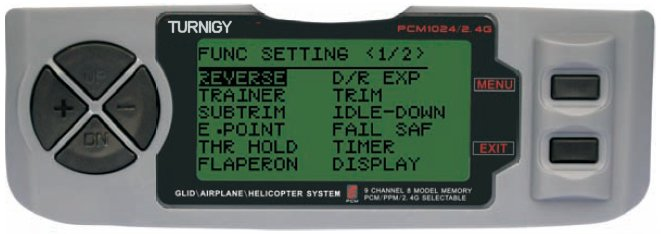 TURNIGY
PCM1024/2.4G
FUNC SETTING <1/2>
REVERSE D/R EXP
TRAINER TRIM
SUBTRIM IDLE-DOWN
E.POINT FAIL SAF
THR HOLD TIMER
FLAPERON DISPLAY
UP
+ -
DN
MENU
EXIT
GLID\AIRPLANE\HELICOPTER SYSTEM
PCM
9 CHANNEL 8 MODEL MEMORY
PCM/PPM/2.4G SELECTABLE